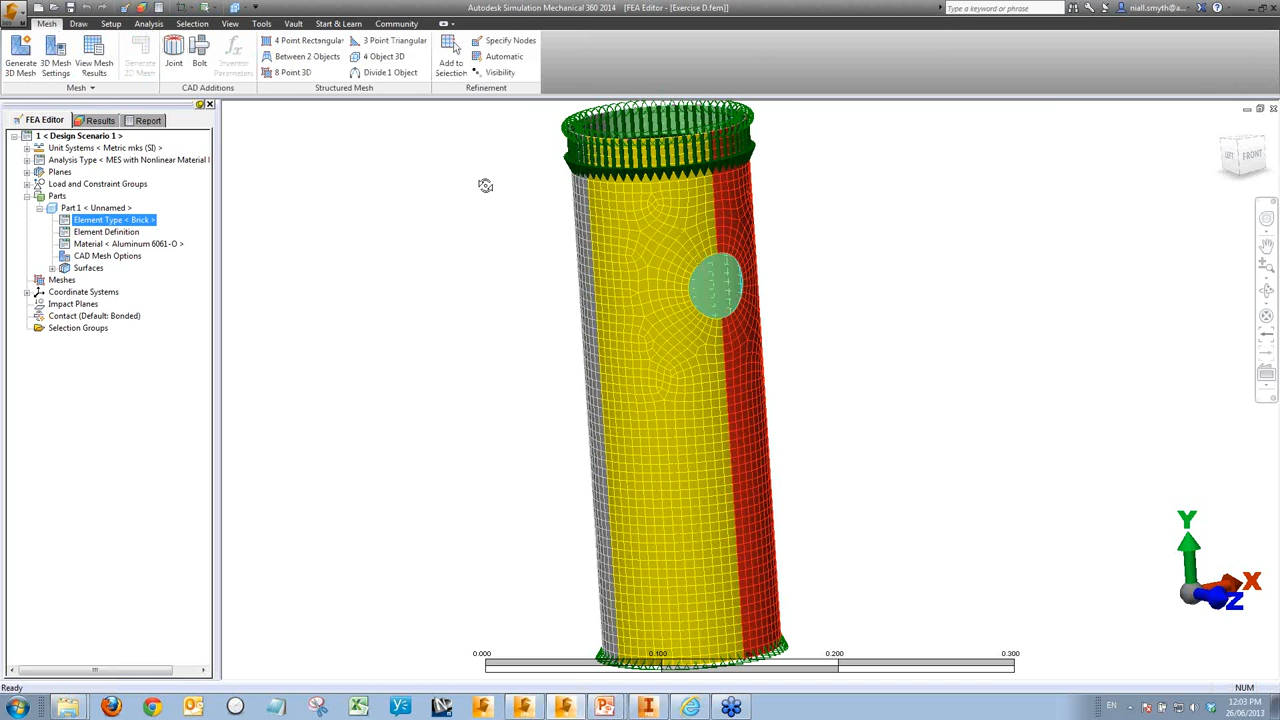 Autodesk Simulation Mechanical 360 2014 - [FEA Editor - [Exercise D.fem]]
Type a keyword or phrase
niall.smyth@a...
Mesh Draw Setup Analysis Selection View Tools Vault Start & Learn Community
Generate 3D Mesh
3D Mesh Settings
View Mesh Results
Generate 2D Mesh
Joint
Bolt
Inventor Parameters
4 Point Rectangular
Between 2 Objects
8 Point 3D
3 Point Triangular
4 Object 3D
Divide 1 Object
Add to Selection
Specify Nodes
Automatic
Visibility
Mesh
CAD Additions
Structured Mesh
Refinement
FEA Editor Results Report
1 < Design Scenario 1 >
Unit Systems < Metric mks (SI) >
Analysis Type < MES with Nonlinear Material
Planes
Load and Constraint Groups
Parts
Part 1 < Unnamed >
Element Type < Brick >
Element Definition
Material < Aluminum 6061-O >
CAD Mesh Options
Surfaces
Meshes
Coordinate Systems
Impact Planes
Contact (Default: Bonded)
Selection Groups
LEFT FRONT
Y
X
Z
0.000 0.100 0.200 0.300
Ready
NUM
EN
12:03 PM
26/06/2013